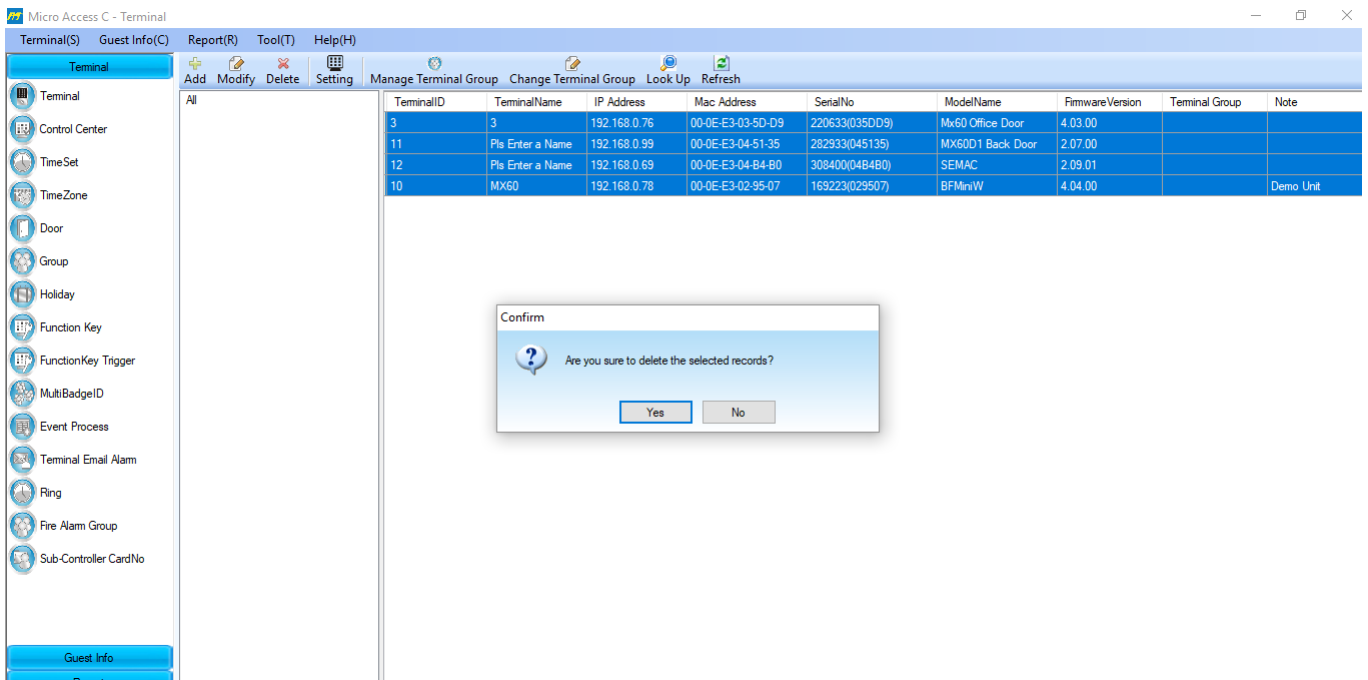 Micro Access C - Terminal
Terminal(S) Guest Info(C) Report(R) Tool(T) Help(H)
Terminal
Terminal
Control Center
TimeSet
TimeZone
Door
Group
Holiday
Function Key
FunctionKey Trigger
MultiBadgeID
Event Process
Terminal Email Alarm
Ring
Fire Alarm Group
Sub-Controller CardNo
Guest Info
Add Modify Delete Setting Manage Terminal Group Change Terminal Group Look Up Refresh
All
TerminalID TerminalName IP Address Mac Address SerialNo ModelName FirmwareVersion Terminal Group Note
3 3 192.168.0.76 00-0E-E3-03-5D-D9 220633(035DD9) Mx60 Office Door 4.03.00
11 Pls Enter a Name 192.168.0.99 00-0E-E3-04-51-35 282933(045135) MX60D1 Back Door 2.07.00
12 Pls Enter a Name 192.168.0.69 00-0E-E3-04-B4-B0 308400(04B4B0) SEMAC 2.09.01
10 MX60 192.168.0.78 00-0E-E3-02-95-07 169223(029507) BFMiniW 4.04.00 Demo Unit
Confirm
Are you sure to delete the selected records?
Yes No